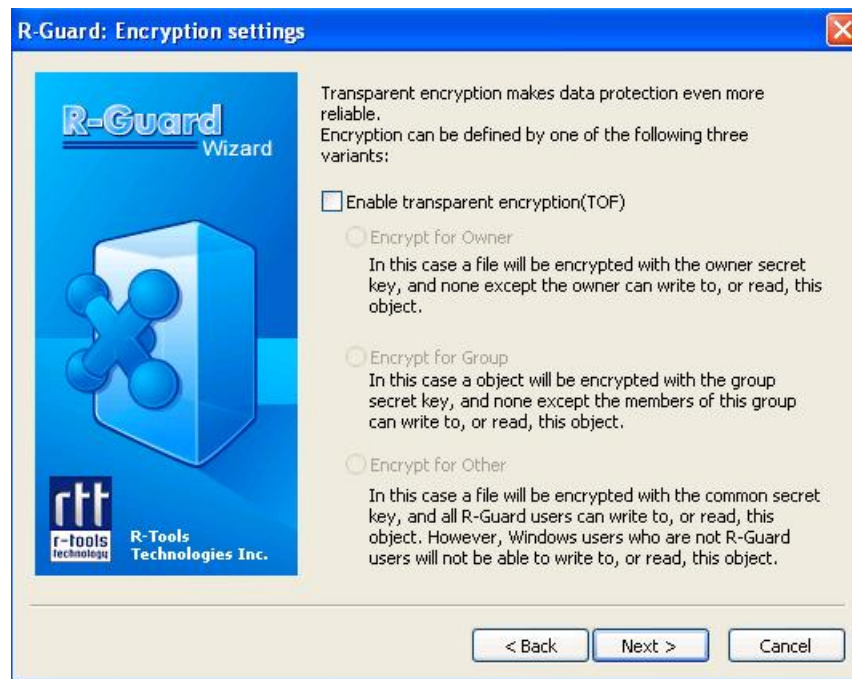 R-Guard: Encryption settings
R-Guard
Wizard
rtt
r-tools
technology
R-Tools
Technologies Inc.
Transparent encryption makes data protection even more
reliable.
Encryption can be defined by one of the following three
variants:
Enable transparent encryption(TOF)
Encrypt for Owner
In this case a file will be encrypted with the owner secret
key, and none except the owner can write to, or read, this
object.
Encrypt for Group
In this case a object will be encrypted with the group
secret key, and none except the members of this group
can write to, or read, this object.
Encrypt for Other
In this case a file will be encrypted with the common secret
key, and all R-Guard users can write to, or read, this
object. However, Windows users who are not R-Guard
users will not be able to write to, or read, this object.
< Back
Next >
Cancel